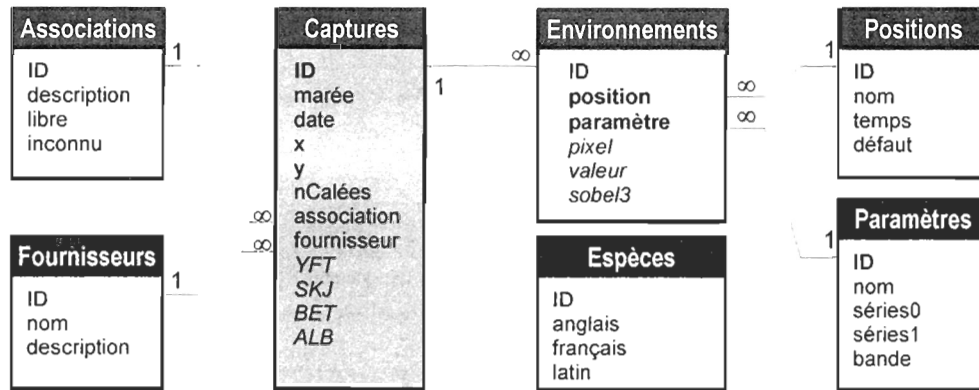 Associations
ID
description
libre
inconnu
1
Fournisseurs
ID
nom
description
1
Captures
ID
marée
date
x
y
nCalées
association
fournisseur
YFT
SKJ
BET
ALB
∞
∞
1
∞
Environnements
ID
position
paramètre
pixel
valeur
sobel3
∞
∞
Espèces
ID
anglais
français
latin
1
Positions
ID
nom
temps
défaut
1
Paramètres
ID
nom
séries0
séries1
bande